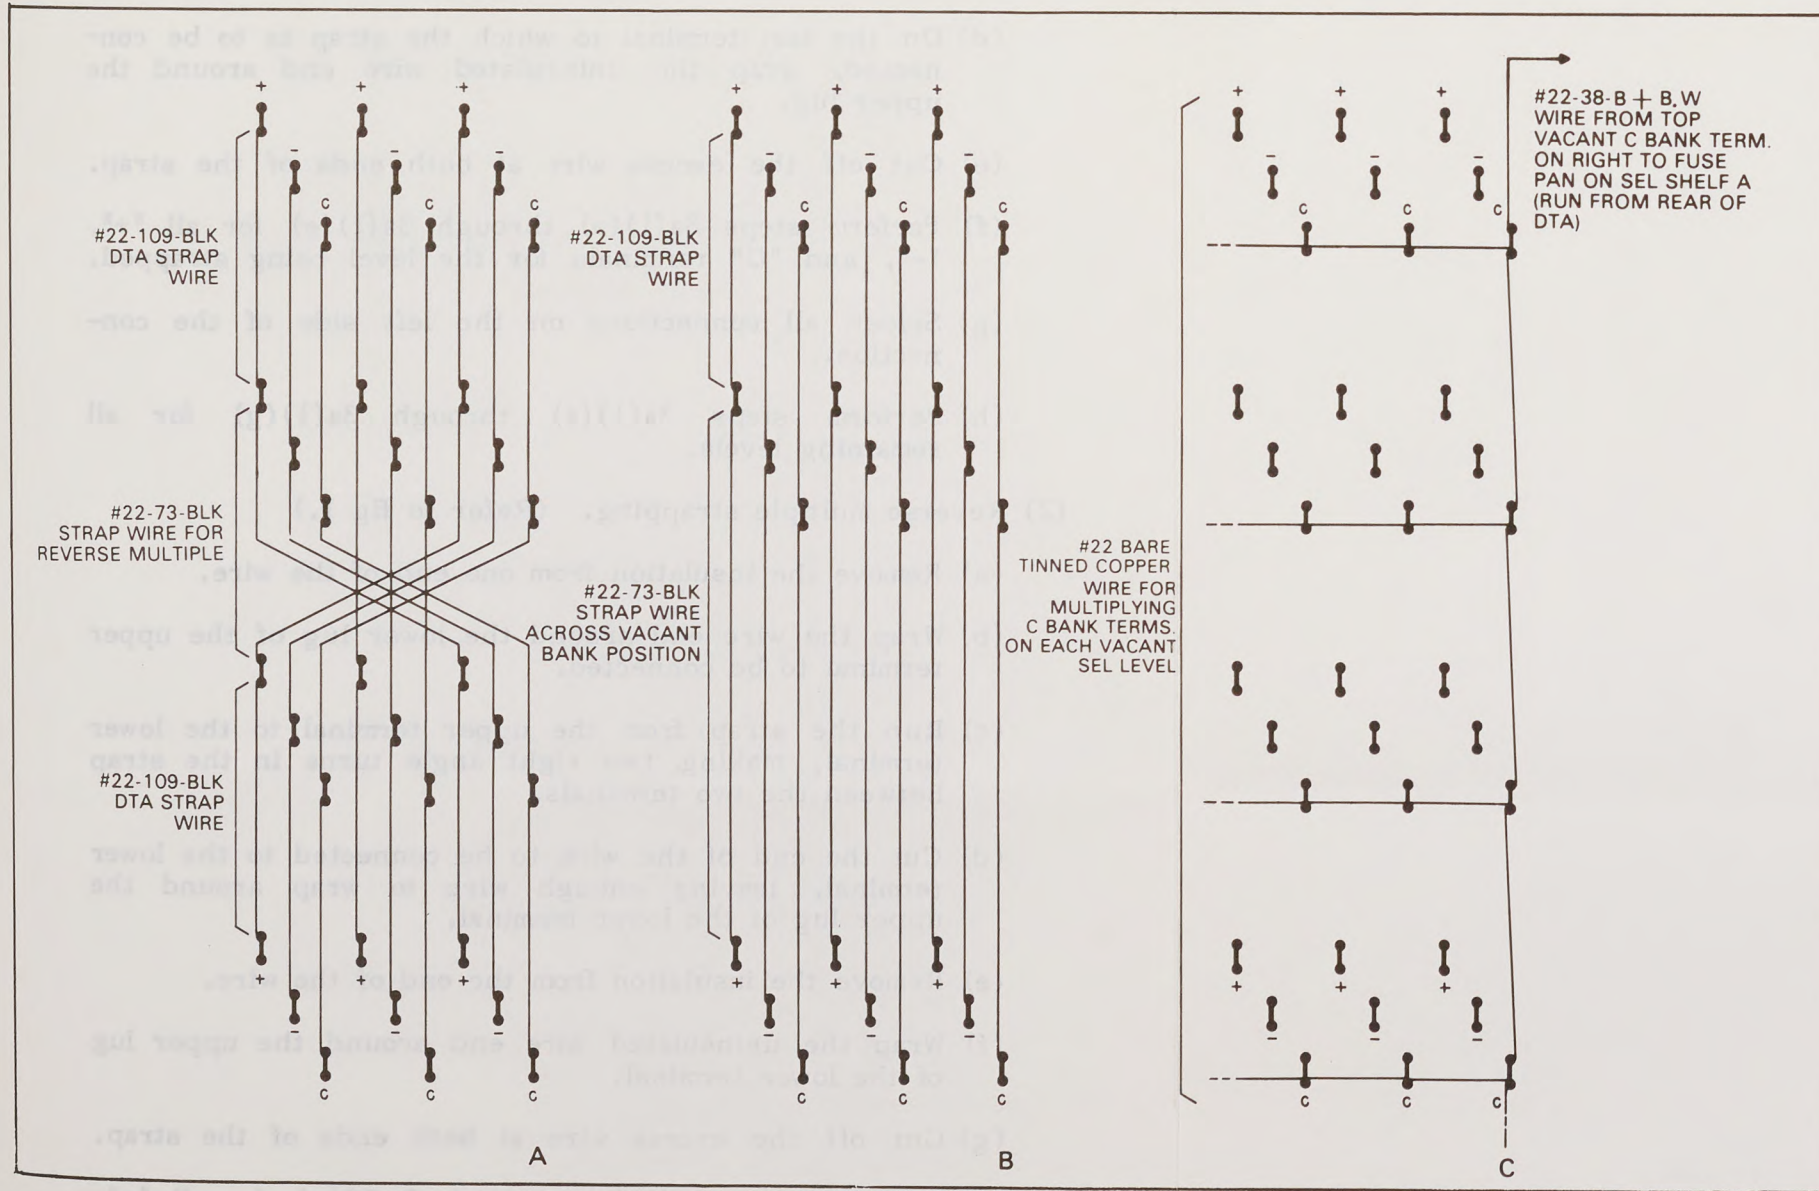 + + +
- - -
C C C
#22-109-BLK
DTA STRAP
WIRE
#22-73-BLK
STRAP WIRE FOR
REVERSE MULTIPLE
#22-109-BLK
DTA STRAP
WIRE
+ + +
- - -
C C C
A
+ + +
- - -
C C C
#22-109-BLK
DTA STRAP
WIRE
#22-73-BLK
STRAP WIRE
ACROSS VACANT
BANK POSITION
+ + +
- - -
C C C
B
+ + +
- - -
C C C
#22-38-B + B.W
WIRE FROM TOP
VACANT C BANK TERM.
ON RIGHT TO FUSE
PAN ON SEL SHELF A
(RUN FROM REAR OF
DTA)
#22 BARE
TINNED COPPER
WIRE FOR
MULTIPLYING
C BANK TERMS.
ON EACH VACANT
SEL LEVEL
+ + +
- - -
C C C
C